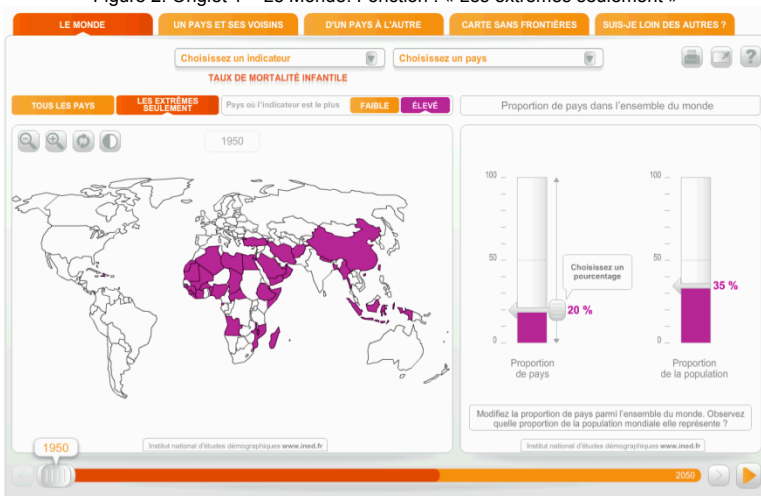 Figure 2. Onglet 1 – Le Monde. Fonction : « Les extrêmes seulement »
LE MONDE
UN PAYS ET SES VOISINS
D'UN PAYS À L'AUTRE
CARTE SANS FRONTIÈRES
SUIS-JE LOIN DES AUTRES ?
Choisissez un indicateur
Choisissez un pays
?
TAUX DE MORTALITÉ INFANTILE
TOUS LES PAYS
LES EXTRÊMES
SEULEMENT
Pays où l'indicateur est le plus
FAIBLE
ÉLEVÉ
Proportion de pays dans l'ensemble du monde
1950
100
50
0
Choisissez un
pourcentage
20 %
Proportion
de pays
100
50
0
35 %
Proportion
de la population
Modifiez la proportion de pays parmi l'ensemble du monde. Observez
quelle proportion de la population mondiale elle représente ?
Institut national d'études démographiques www.ined.fr
Institut national d'études démographiques www.ined.fr
1950
2050